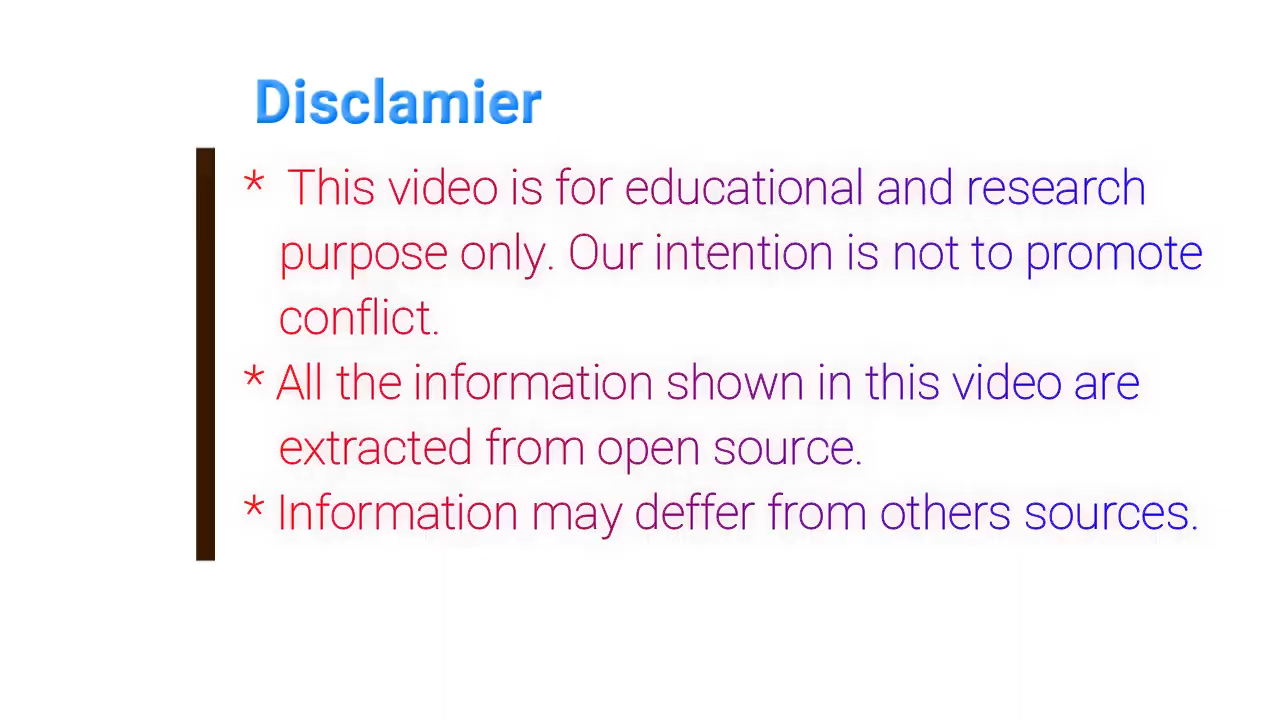 Disclamier
* This video is for educational and research
purpose only. Our intention is not to promote
conflict.
* All the information shown in this video are
extracted from open source.
* Information may deffer from others sources.